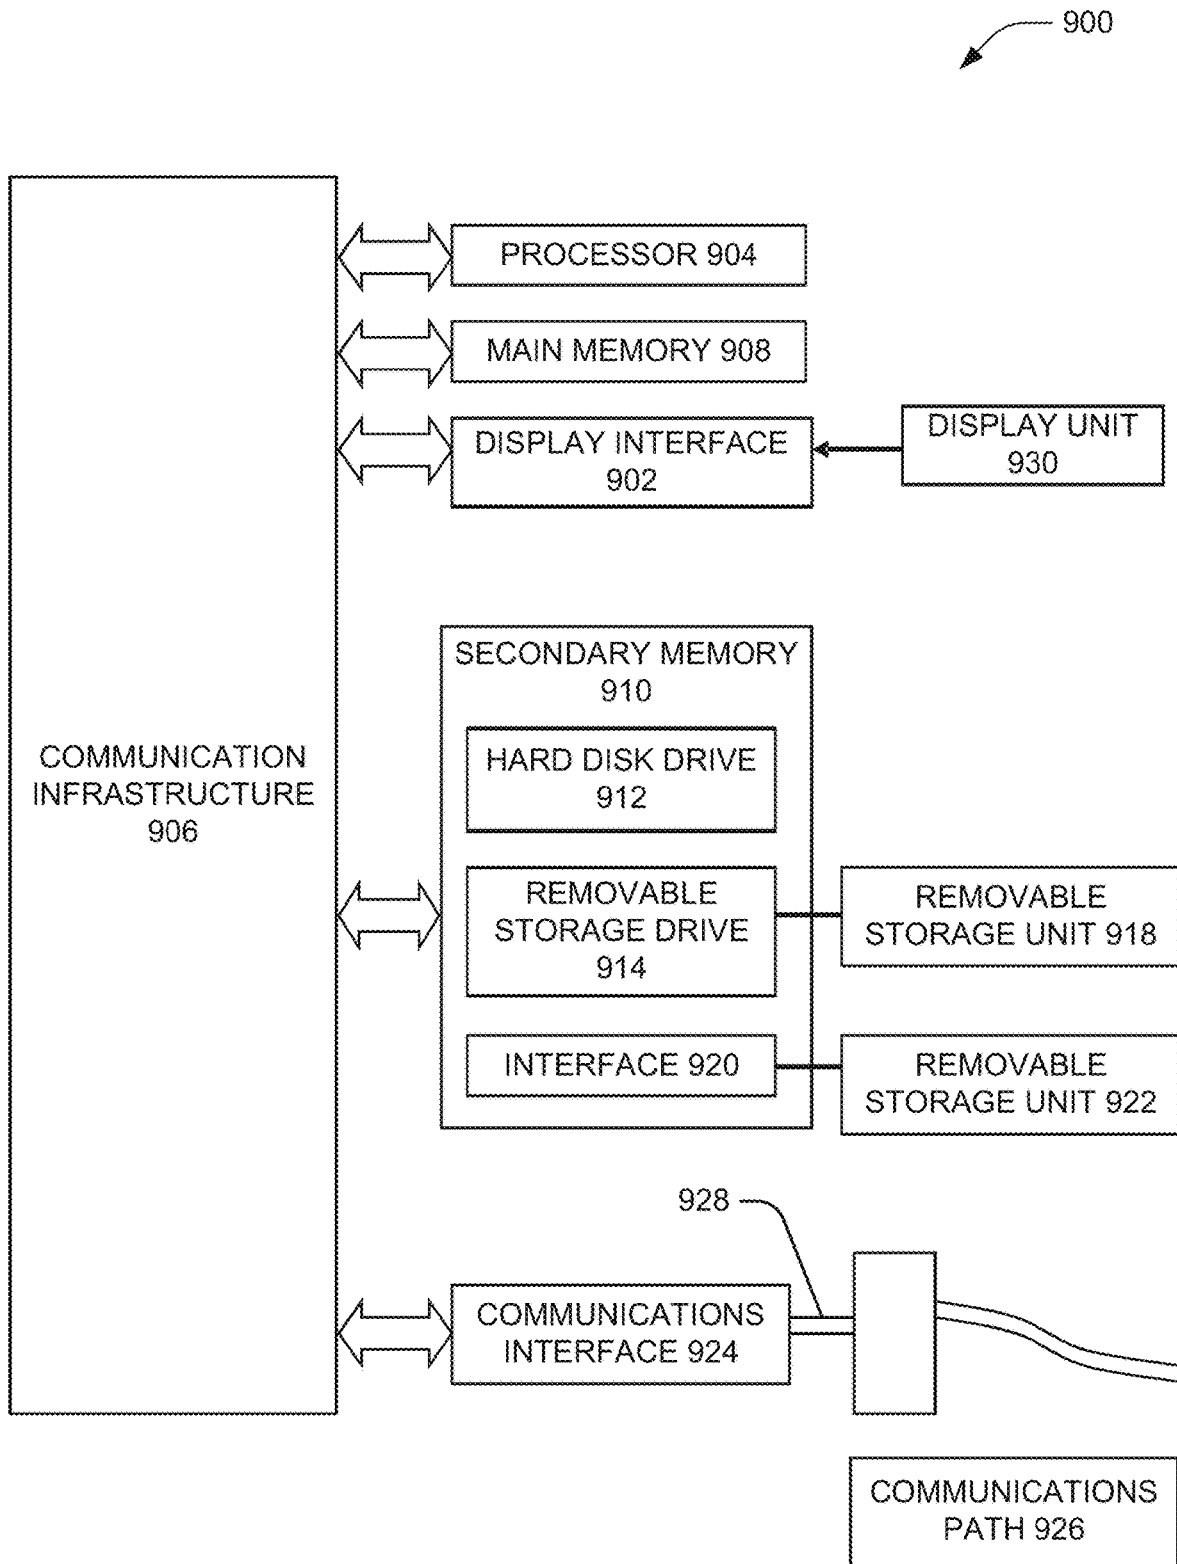 900
PROCESSOR 904
MAIN MEMORY 908
DISPLAY INTERFACE
902
DISPLAY UNIT
930
SECONDARY MEMORY
910
HARD DISK DRIVE
912
COMMUNICATION
INFRASTRUCTURE
906
REMOVABLE
STORAGE DRIVE
914
REMOVABLE
STORAGE UNIT 918
INTERFACE 920
REMOVABLE
STORAGE UNIT 922
928
COMMUNICATIONS
INTERFACE 924
COMMUNICATIONS
PATH 926